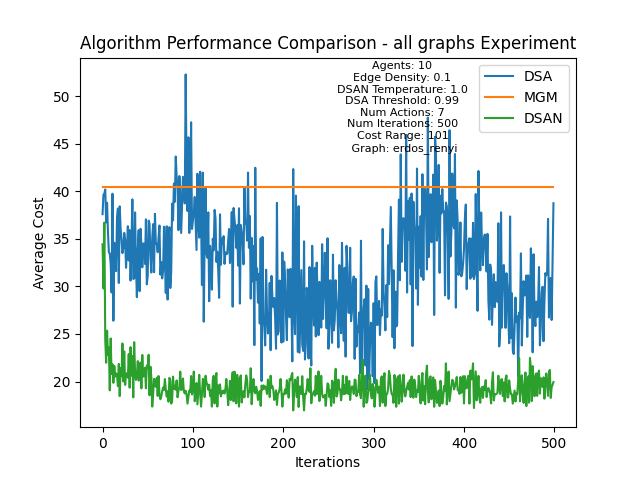 Algorithm Performance Comparison - all graphs Experiment
Agents: 10
Edge Density: 0.1
DSAN Temperature: 1.0
DSA Threshold: 0.99
Num Actions: 7
Num Iterations: 500
Cost Range: 101
Graph: erdos_renyi
DSA
MGM
DSAN
Average Cost
50
45
40
35
30
25
20
0
100
200
300
400
500
Iterations